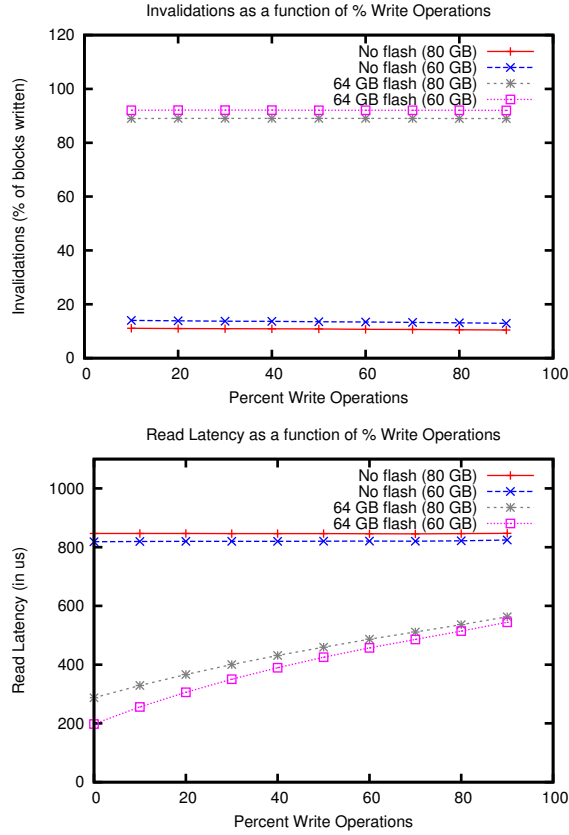 Invalidations as a function of % Write Operations
120
100
80
60
40
20
0
Invalidations (% of blocks written)
No flash (80 GB)
No flash (60 GB)
64 GB flash (80 GB)
64 GB flash (60 GB)
0 20 40 60 80 100
Percent Write Operations
Read Latency as a function of % Write Operations
1000
800
600
400
200
0
Read Latency (in us)
No flash (80 GB)
No flash (60 GB)
64 GB flash (80 GB)
64 GB flash (60 GB)
0 20 40 60 80 100
Percent Write Operations